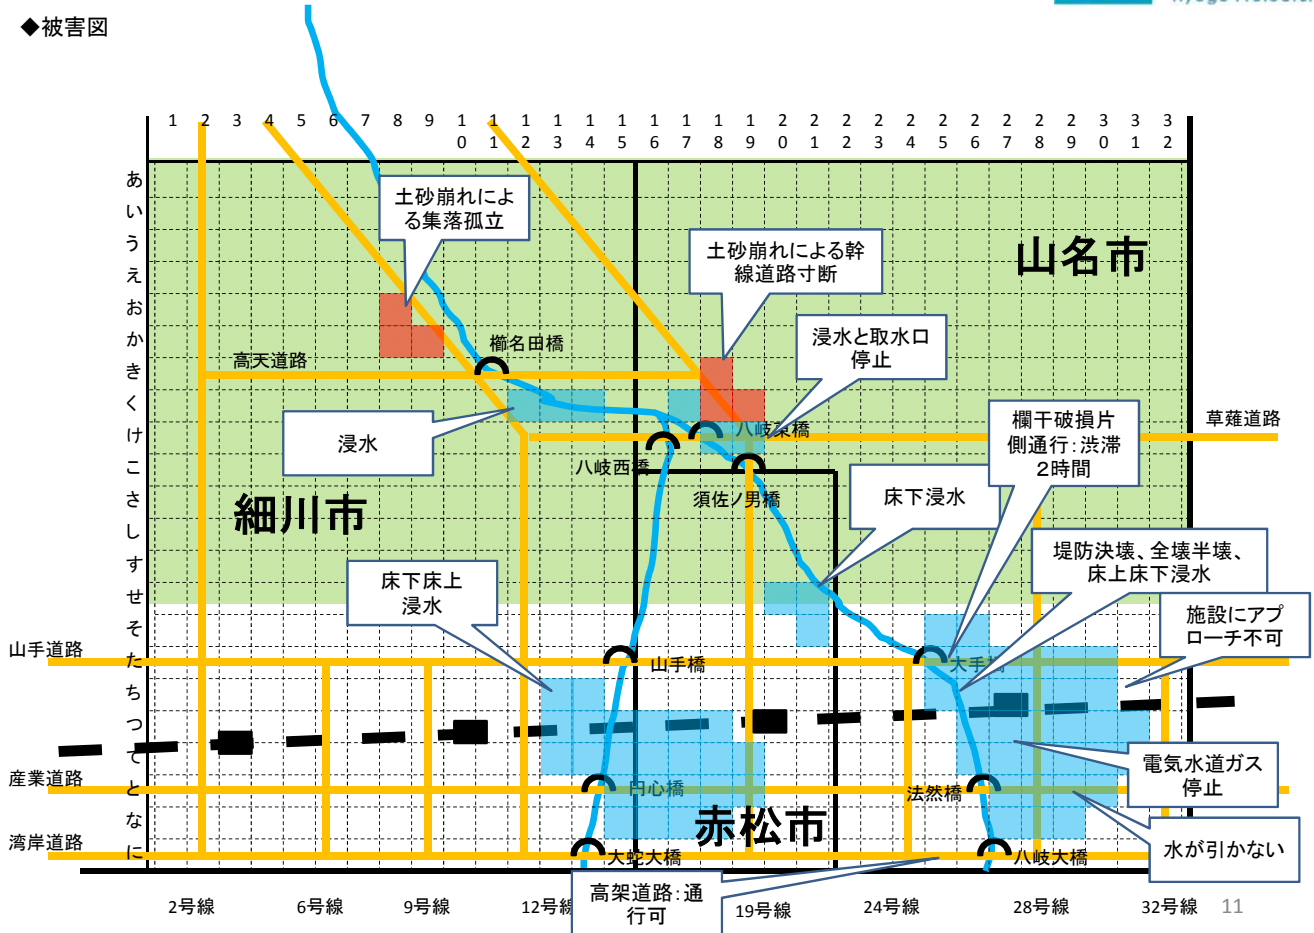 ◆被害図
1 2 3 4 5 6 7 8 9 10 11 12 13 14 15 16 17 18 19 20 21 22 23 24 25 26 27 28 29 30 31 32
あ
い
う
え
お
か
き
く
け
こ
さ
し
す
せ
そ
た
ち
つ
て
と
な
に
土砂崩れによ
る集落孤立
土砂崩れによる幹
線道路寸断
山名市
浸水と取水口
停止
櫛名田橋
高天道路
浸水
八岐東橋
草薙道路
欄干破損片
側通行:渋滞
2時間
八岐西橋
須佐ノ男橋
床下浸水
細川市
堤防決壊、全壊半壊、
床上床下浸水
床下床上
浸水
施設にアプ
ローチ不可
山手道路
山手橋
大手橋
電気水道ガス
停止
産業道路
円心橋
法然橋
赤松市
湾岸道路
大蛇大橋
八岐大橋
水が引かない
高架道路:通
行可
2号線
6号線
9号線
12号線
19号線
24号線
28号線
32号線
11